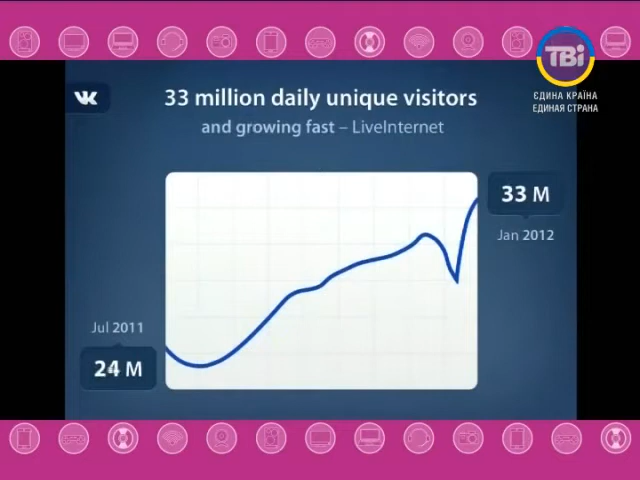 TBi
ЄДИНА КРАЇНА
ЕДИНАЯ СТРАНА
33 million daily unique visitors
and growing fast – LiveInternet
33 M
Jan 2012
Jul 2011
24 M